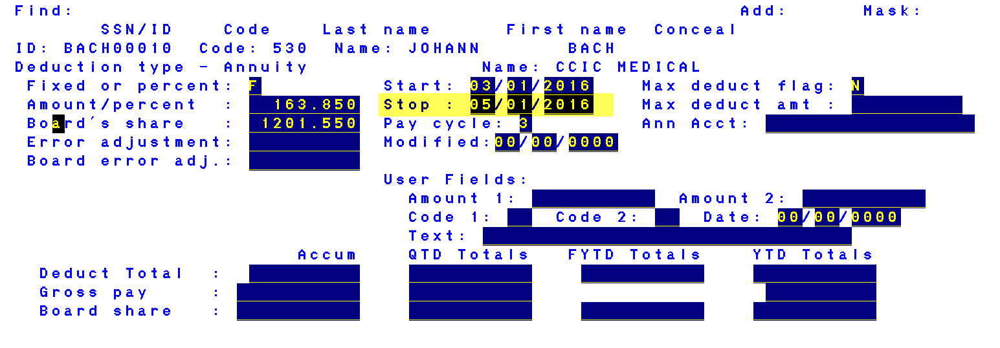 Find: Add: Mask:
SSN/ID Code Last name First name Conceal
ID: BACH00010 Code: 530 Name: JOHANN BACH
Deduction type - Annuity Name: CCIC MEDICAL
Fixed or percent: F Start: 03/01/2016 Max deduct flag: N
Amount/percent : 163.850 Stop : 05/01/2016 Max deduct amt :
Board's share : 1201.550 Pay cycle: 3 Ann Acct:
Error adjustment: Modified:00/00/0000
Board error adj.:
User Fields:
Amount 1: Amount 2:
Code 1: Code 2: Date: 00/00/0000
Text:
Accum QTD Totals FYTD Totals YTD Totals
Deduct Total :
Gross pay :
Board share :